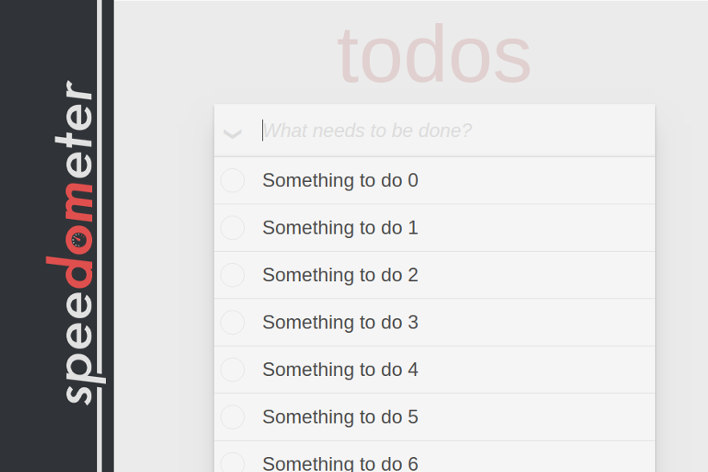 speedometer
todos
What needs to be done?
Something to do 0
Something to do 1
Something to do 2
Something to do 3
Something to do 4
Something to do 5
Something to do 6